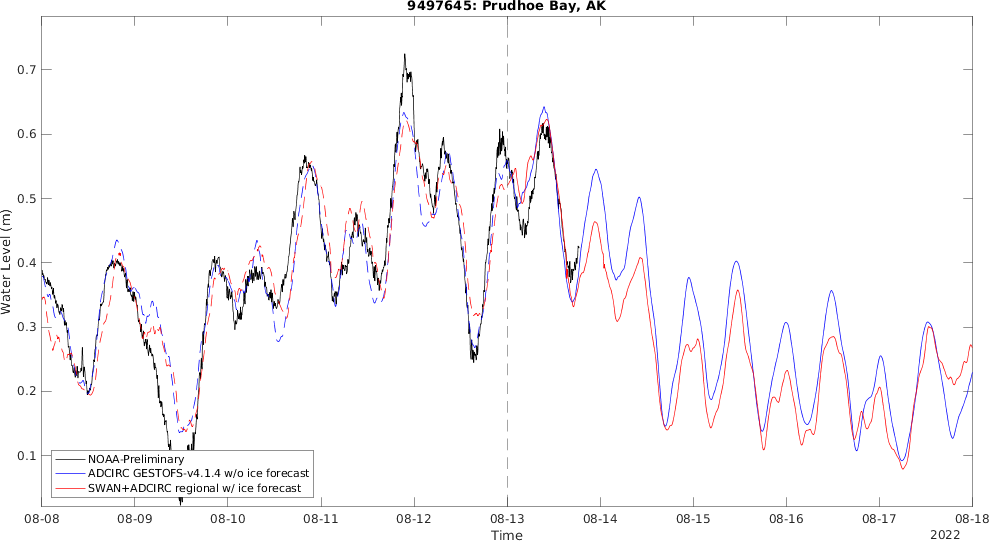 9497645: Prudhoe Bay, AK
Water Level (m)
0.7
0.6
0.5
0.4
0.3
0.2
0.1
NOAA-Preliminary
ADCIRC GESTOFS-v4.1.4 w/o ice forecast
SWAN+ADCIRC regional w/ ice forecast
08-08 08-09 08-10 08-11 08-12 08-13 08-14 08-15 08-16 08-17 08-18
Time
2022